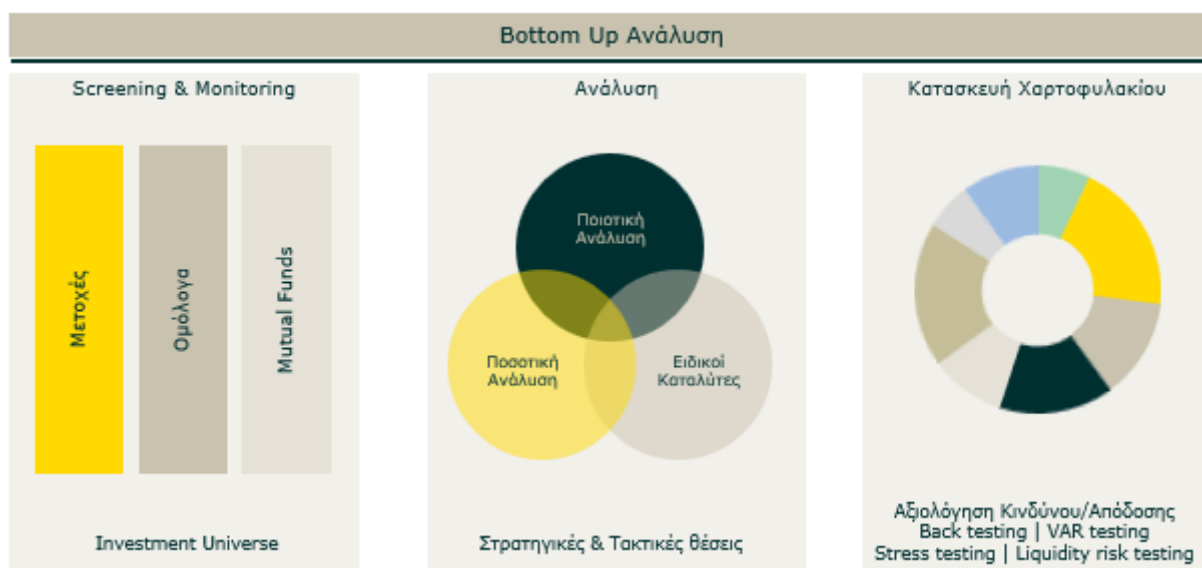 Bottom Up Ανάλυση
Screening & Monitoring
Μετοχές
Ομόλογα
Mutual Funds
Investment Universe
Ανάλυση
Ποιοτική
Ανάλυση
Ποσοτική
Ανάλυση
Ειδικοί
Καταλύτες
Στρατηγικές & Τακτικές θέσεις
Κατασκευή Χαρτοφυλακίου
Αξιολόγηση Κινδύνου/Απόδοσης
Back testing | VAR testing
Stress testing | Liquidity risk testing